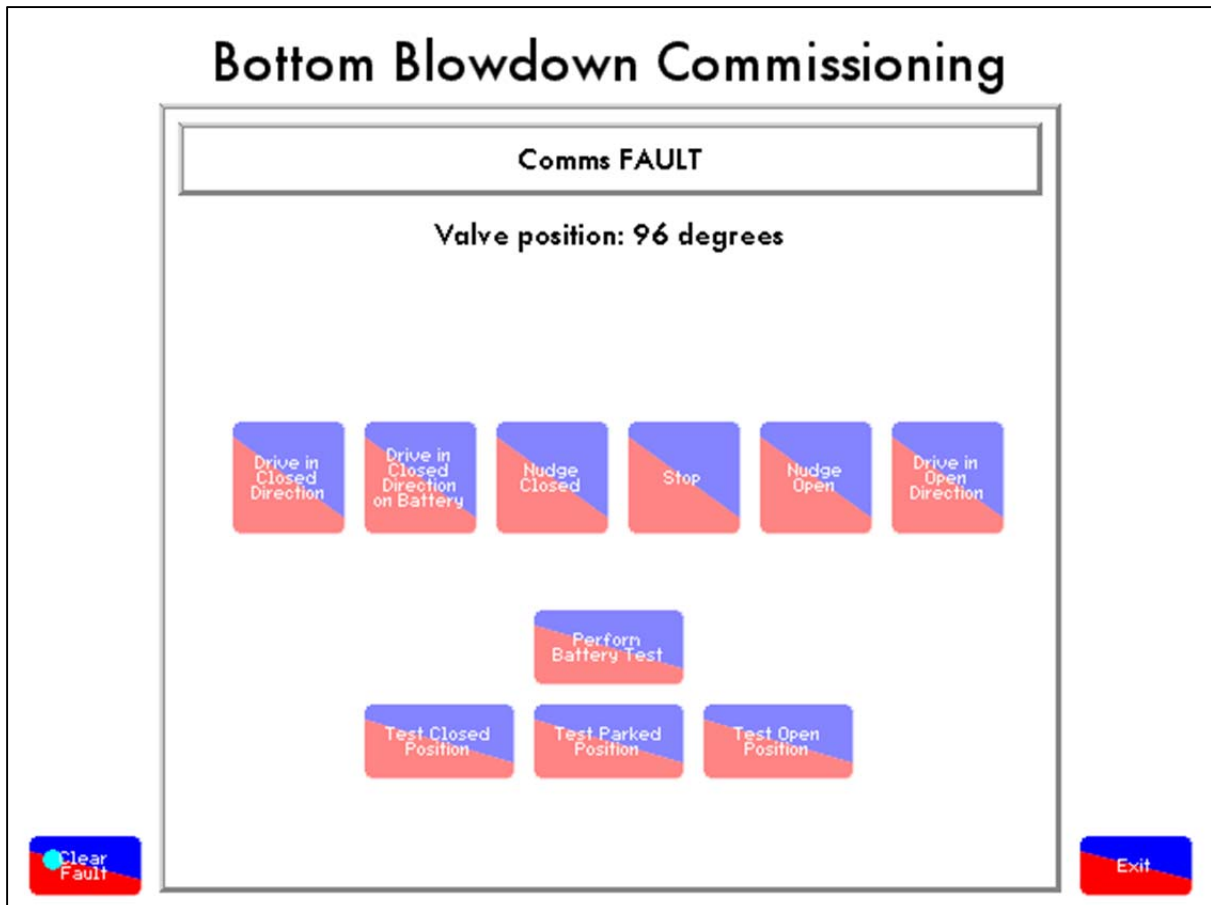 Bottom Blowdown Commissioning
Comms FAULT
Valve position: 96 degrees
Drive in
Closed
Direction
Drive in
Closed
Direction
on Battery
Nudge
Closed
Stop
Nudge
Open
Drive in
Open
Direction
Perform
Battery Test
Test Closed
Position
Test Parked
Position
Test Open
Position
Clear
Fault
Exit